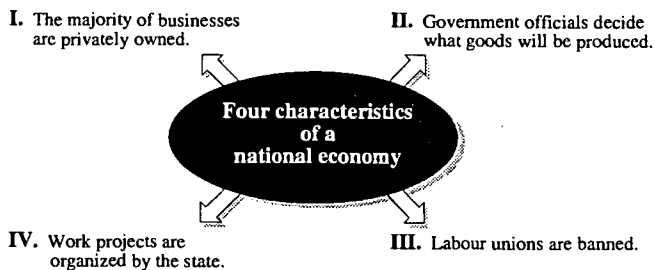 I. The majority of businesses
are privately owned.
II. Government officials decide
what goods will be produced.
Four characteristics
of a
national economy
IV. Work projects are
organized by the state.
III. Labour unions are banned.